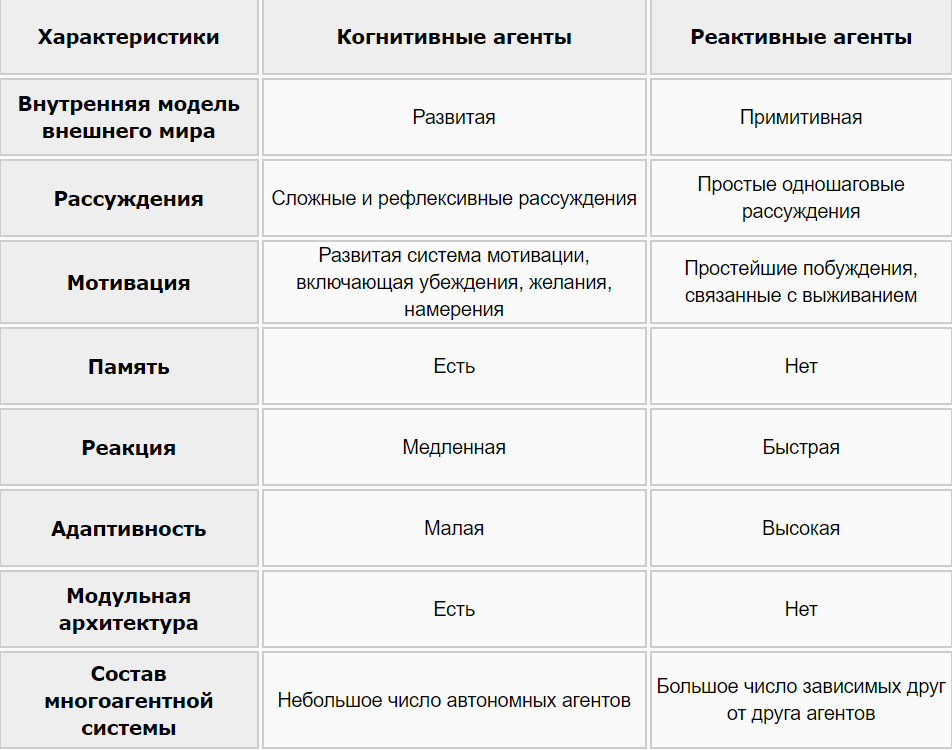 Характеристики
Когнитивные агенты
Реактивные агенты
Внутренняя модель
внешнего мира
Развитая
Примитивная
Рассуждения
Сложные и рефлексивные рассуждения
Простые одношаговые
рассуждения
Мотивация
Развитая система мотивации,
включающая убеждения, желания,
намерения
Простейшие побуждения,
связанные с выживанием
Память
Есть
Нет
Реакция
Медленная
Быстрая
Адаптивность
Малая
Высокая
Модульная
архитектура
Есть
Нет
Состав
многоагентной
системы
Небольшое число автономных агентов
Большое число зависимых друг
от друга агентов